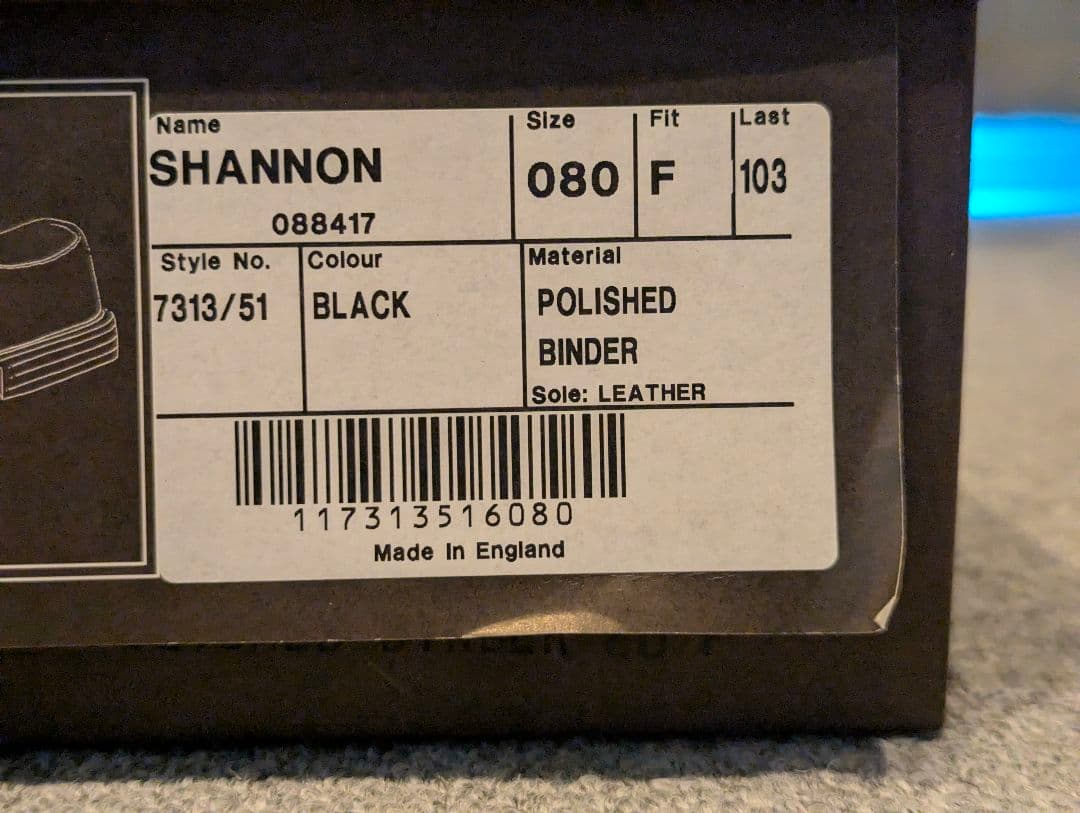 Name
SHANNON
088417
Size
080
Fit
F
Last
103
Style No.
7313/51
Colour
BLACK
Material
POLISHED
BINDER
Sole: LEATHER
117313516080
Made In England